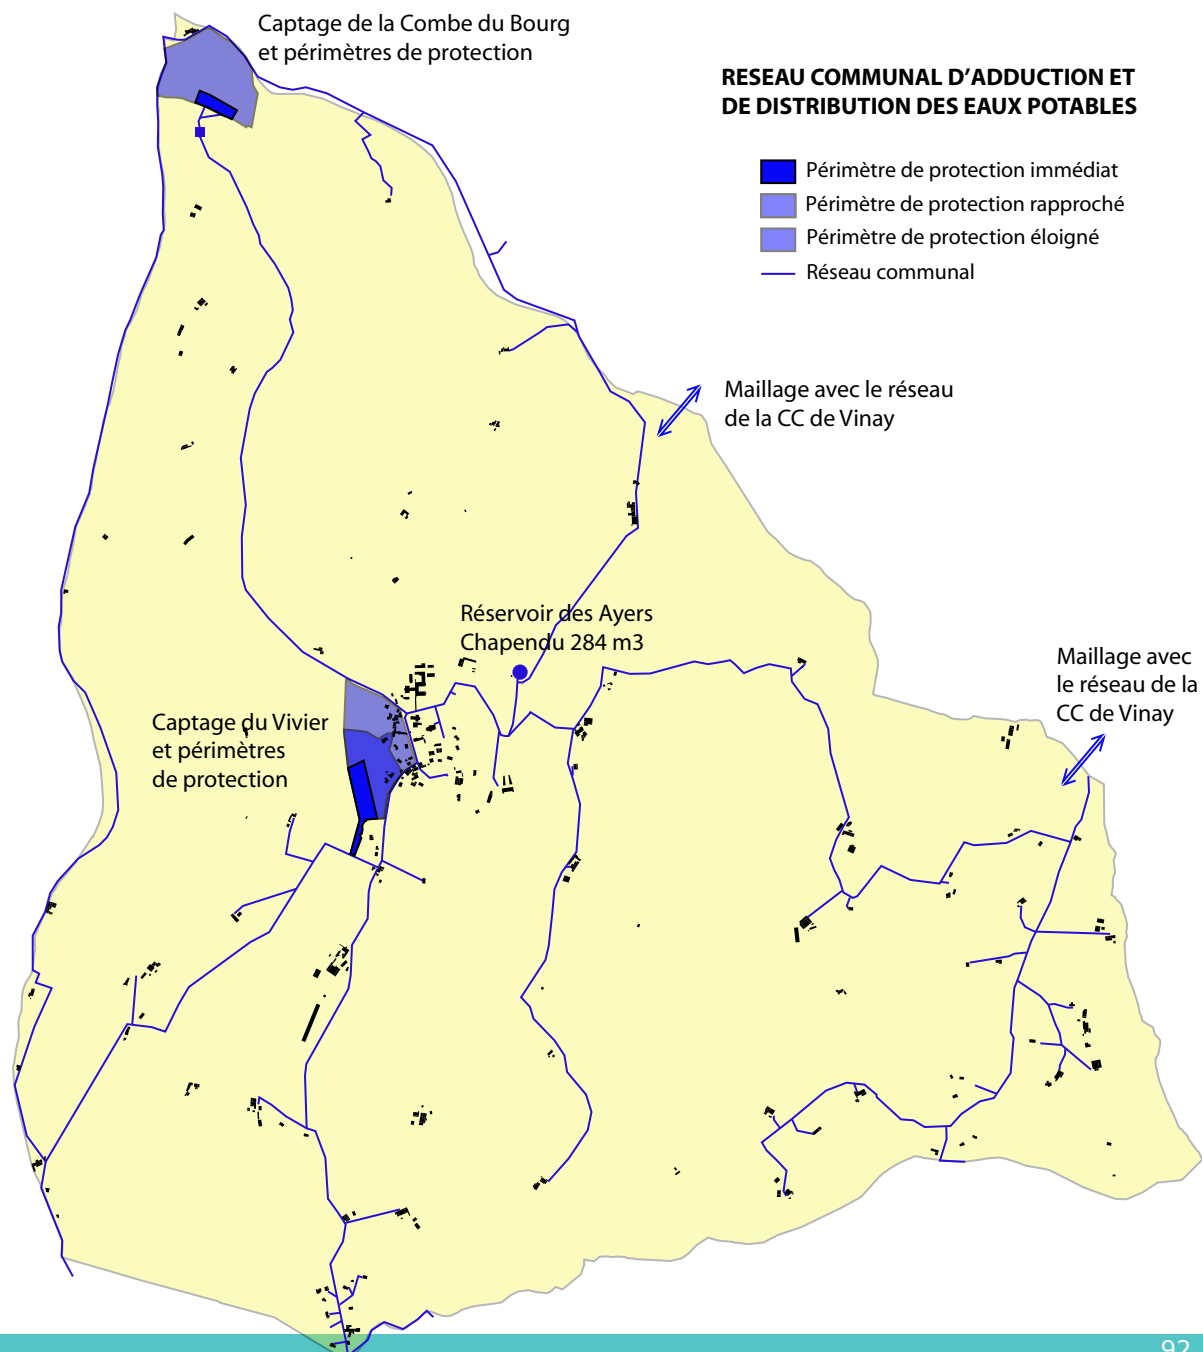 Captage de la Combe du Bourg
et périmètres de protection
RESEAU COMMUNAL D'ADUCTION ET
DE DISTRIBUTION DES EAUX POTABLES
Périmètre de protection immédiat
Périmètre de protection rapproché
Périmètre de protection éloigné
Réseau communal
Maillage avec le réseau
de la CC de Vinay
Réservoir des Ayers
Chapendu 284 m3
Maillage avec
le réseau de la
CC de Vinay
Captage du Vivier
et périmètres
de protection
92